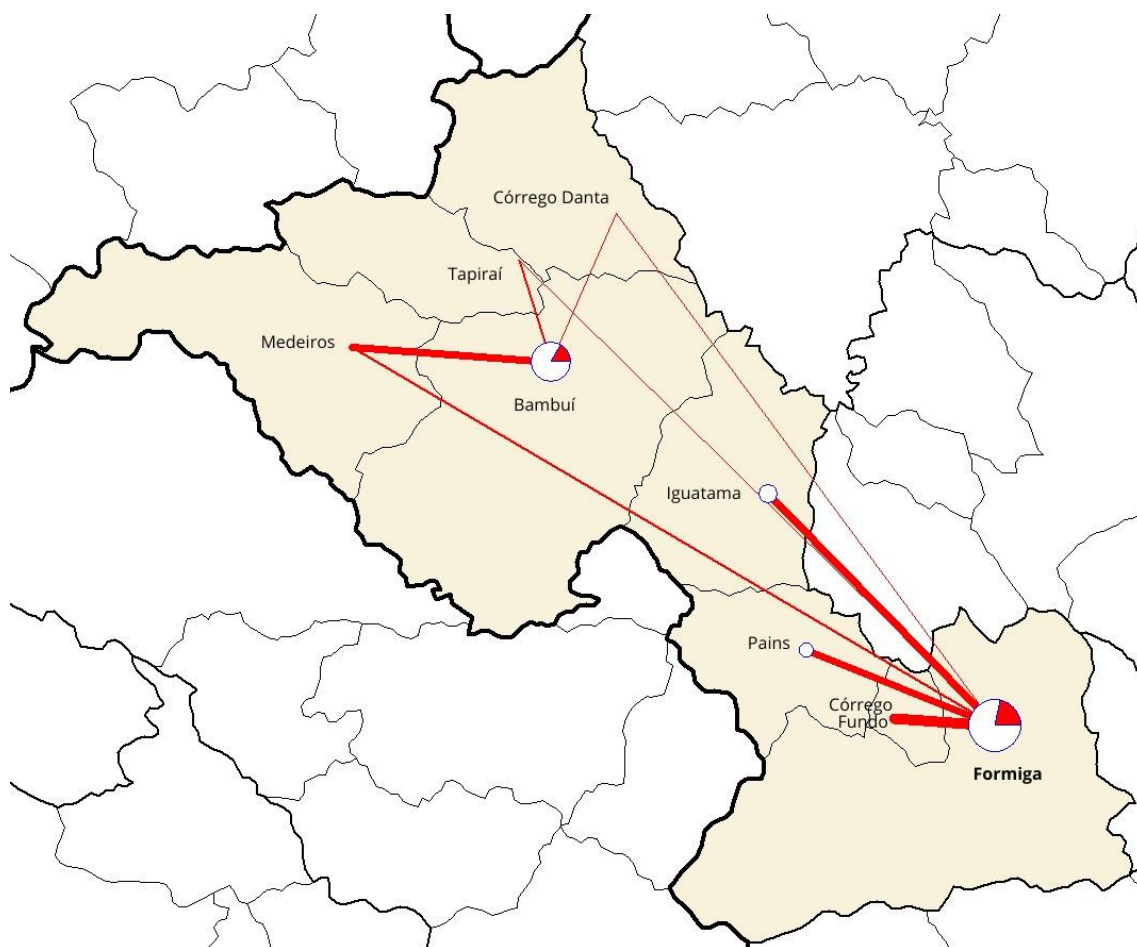 Córrego Danta
Tapiraí
Medeiros
Bambuí
Iguatama
Pains
Córrego
Fundo
Formiga